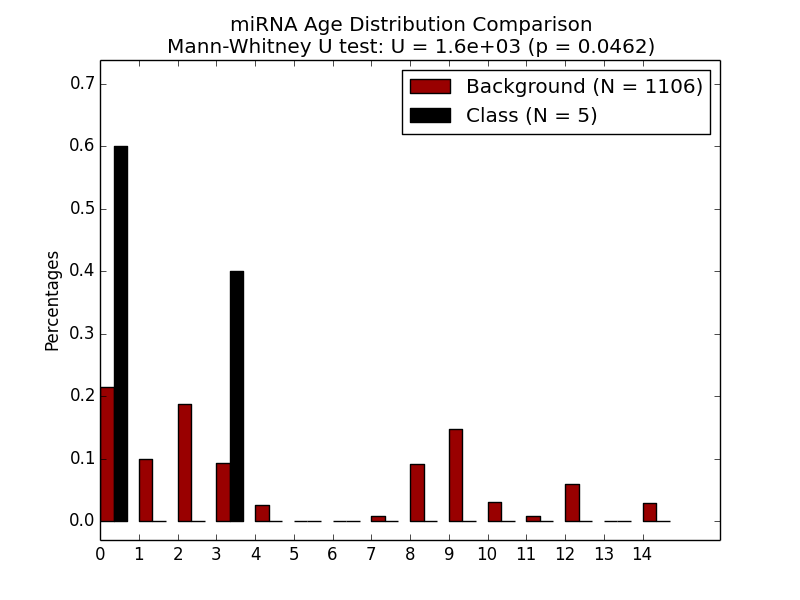 miRNA Age Distribution Comparison
Mann-Whitney U test: U = 1.6e+03 (p = 0.0462)
Background (N = 1106)
Class (N = 5)
Percentages
0.7
0.6
0.5
0.4
0.3
0.2
0.1
0.0
0 1 2 3 4 5 6 7 8 9 10 11 12 13 14